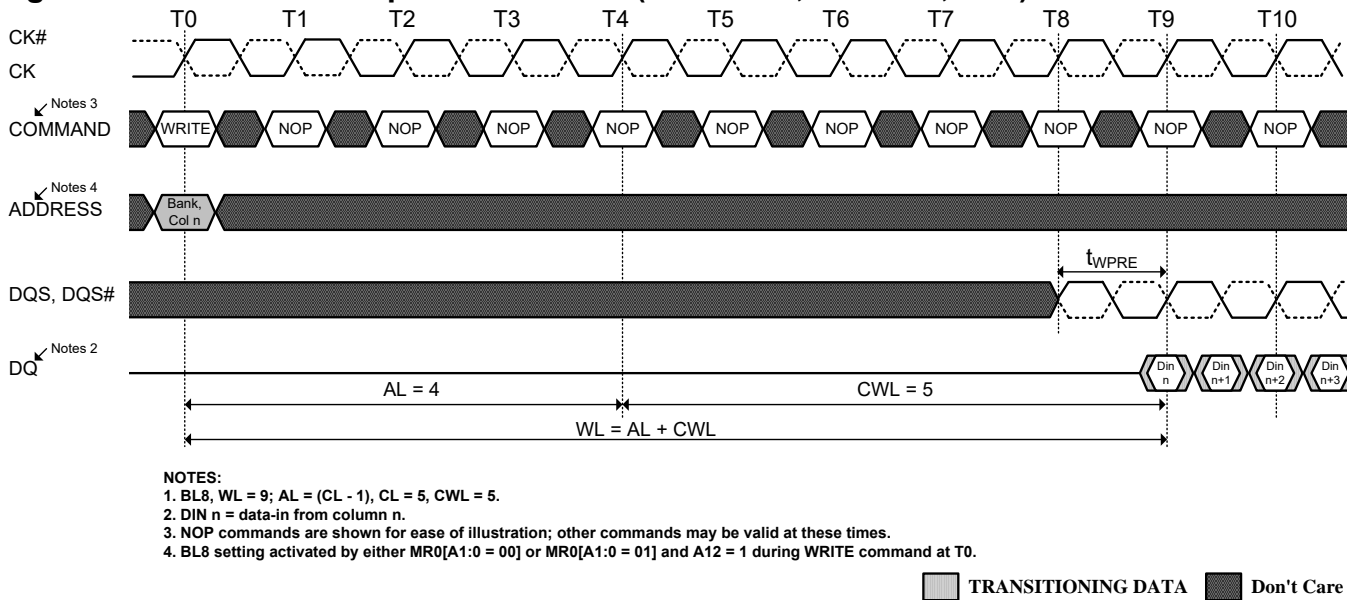 T0 T1 T2 T3 T4 T5 T6 T7 T8 T9 T10
CK#
CK
Notes 3
COMMAND
WRITE NOP NOP NOP NOP NOP NOP NOP NOP NOP NOP
Notes 4
ADDRESS
Bank,
Col n
tWPRE
DQS, DQS#
Notes 2
DQ
Din
n
Din
n+1
Din
n+2
Din
n+3
AL = 4
CWL = 5
WL = AL + CWL
NOTES:
1. BL8, WL = 9; AL = (CL - 1), CL = 5, CWL = 5.
2. DIN n = data-in from column n.
3. NOP commands are shown for ease of illustration; other commands may be valid at these times.
4. BL8 setting activated by either MR0[A1:0 = 00] or MR0[A1:0 = 01] and A12 = 1 during WRITE command at T0.
TRANSITIONING DATA Don't Care